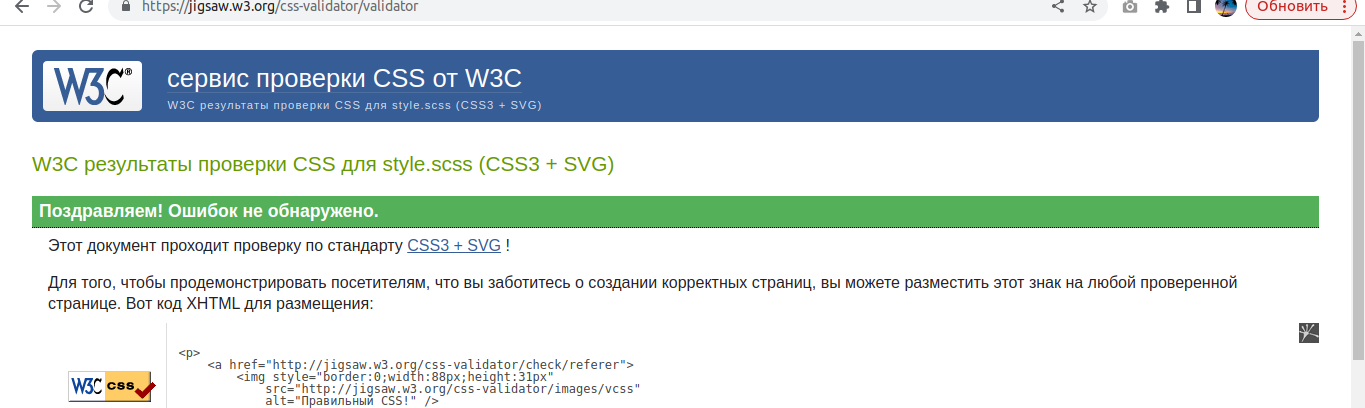 https://jigsaw.w3.org/css-validator/validator
Обновить
W3C®
сервис проверки CSS от W3C
W3C результаты проверки CSS для style.scss (CSS3 + SVG)
W3C результаты проверки CSS для style.scss (CSS3 + SVG)
Поздравляем! Ошибок не обнаружено.
Этот документ проходит проверку по стандарту CSS3 + SVG !
Для того, чтобы продемонстрировать посетителям, что вы заботитесь о создании корректных страниц, вы можете разместить этот знак на любой проверенной
странице. Вот код XHTML для размещения:
W3C css
<p>
<a href="http://jigsaw.w3.org/css-validator/check/referer">
<img style="border:0;width:88px;height:31px"
src="http://jigsaw.w3.org/css-validator/images/vcss"
alt="Правильный CSS!" />